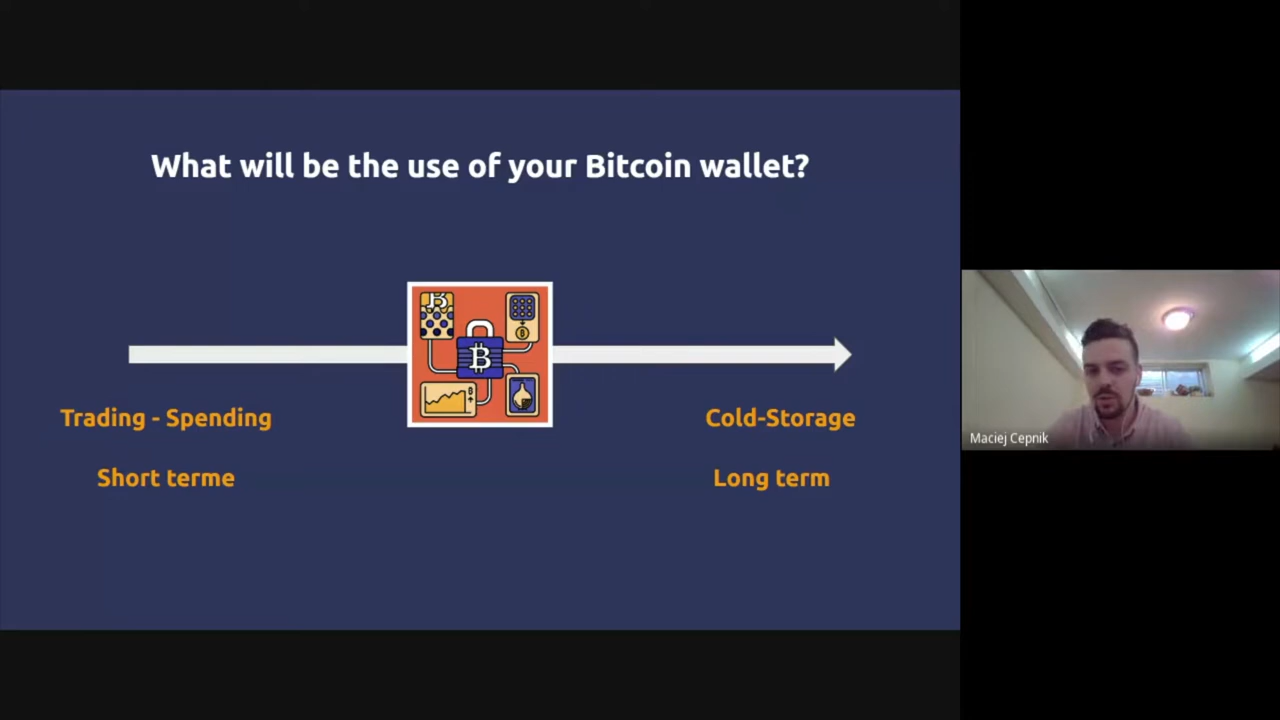 What will be the use of your Bitcoin wallet?
Trading - Spending
Cold-Storage
Short terme
Long term
Maciej Cepnik